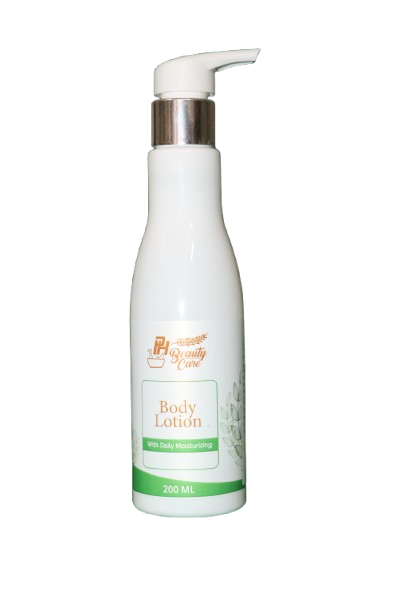 PH
Beauty
Care
Body
Lotion
With Daily Moisturizing
200 ML